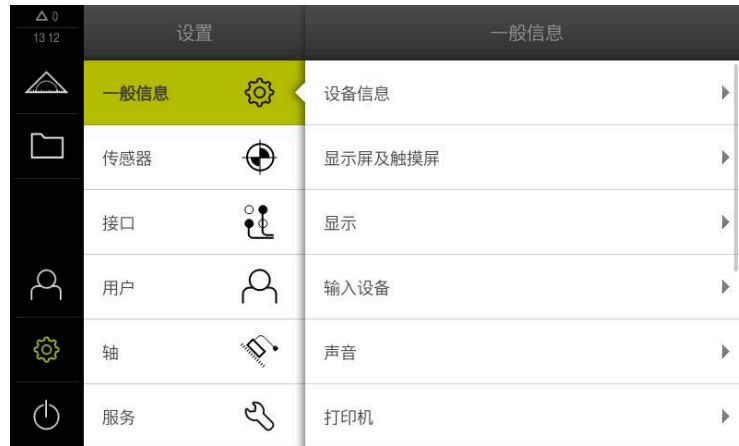 0
13 12
设置
一般信息
一般信息
传感器
接口
用户
轴
服务
设备信息
显示屏及触摸屏
显示
输入设备
声音
打印机